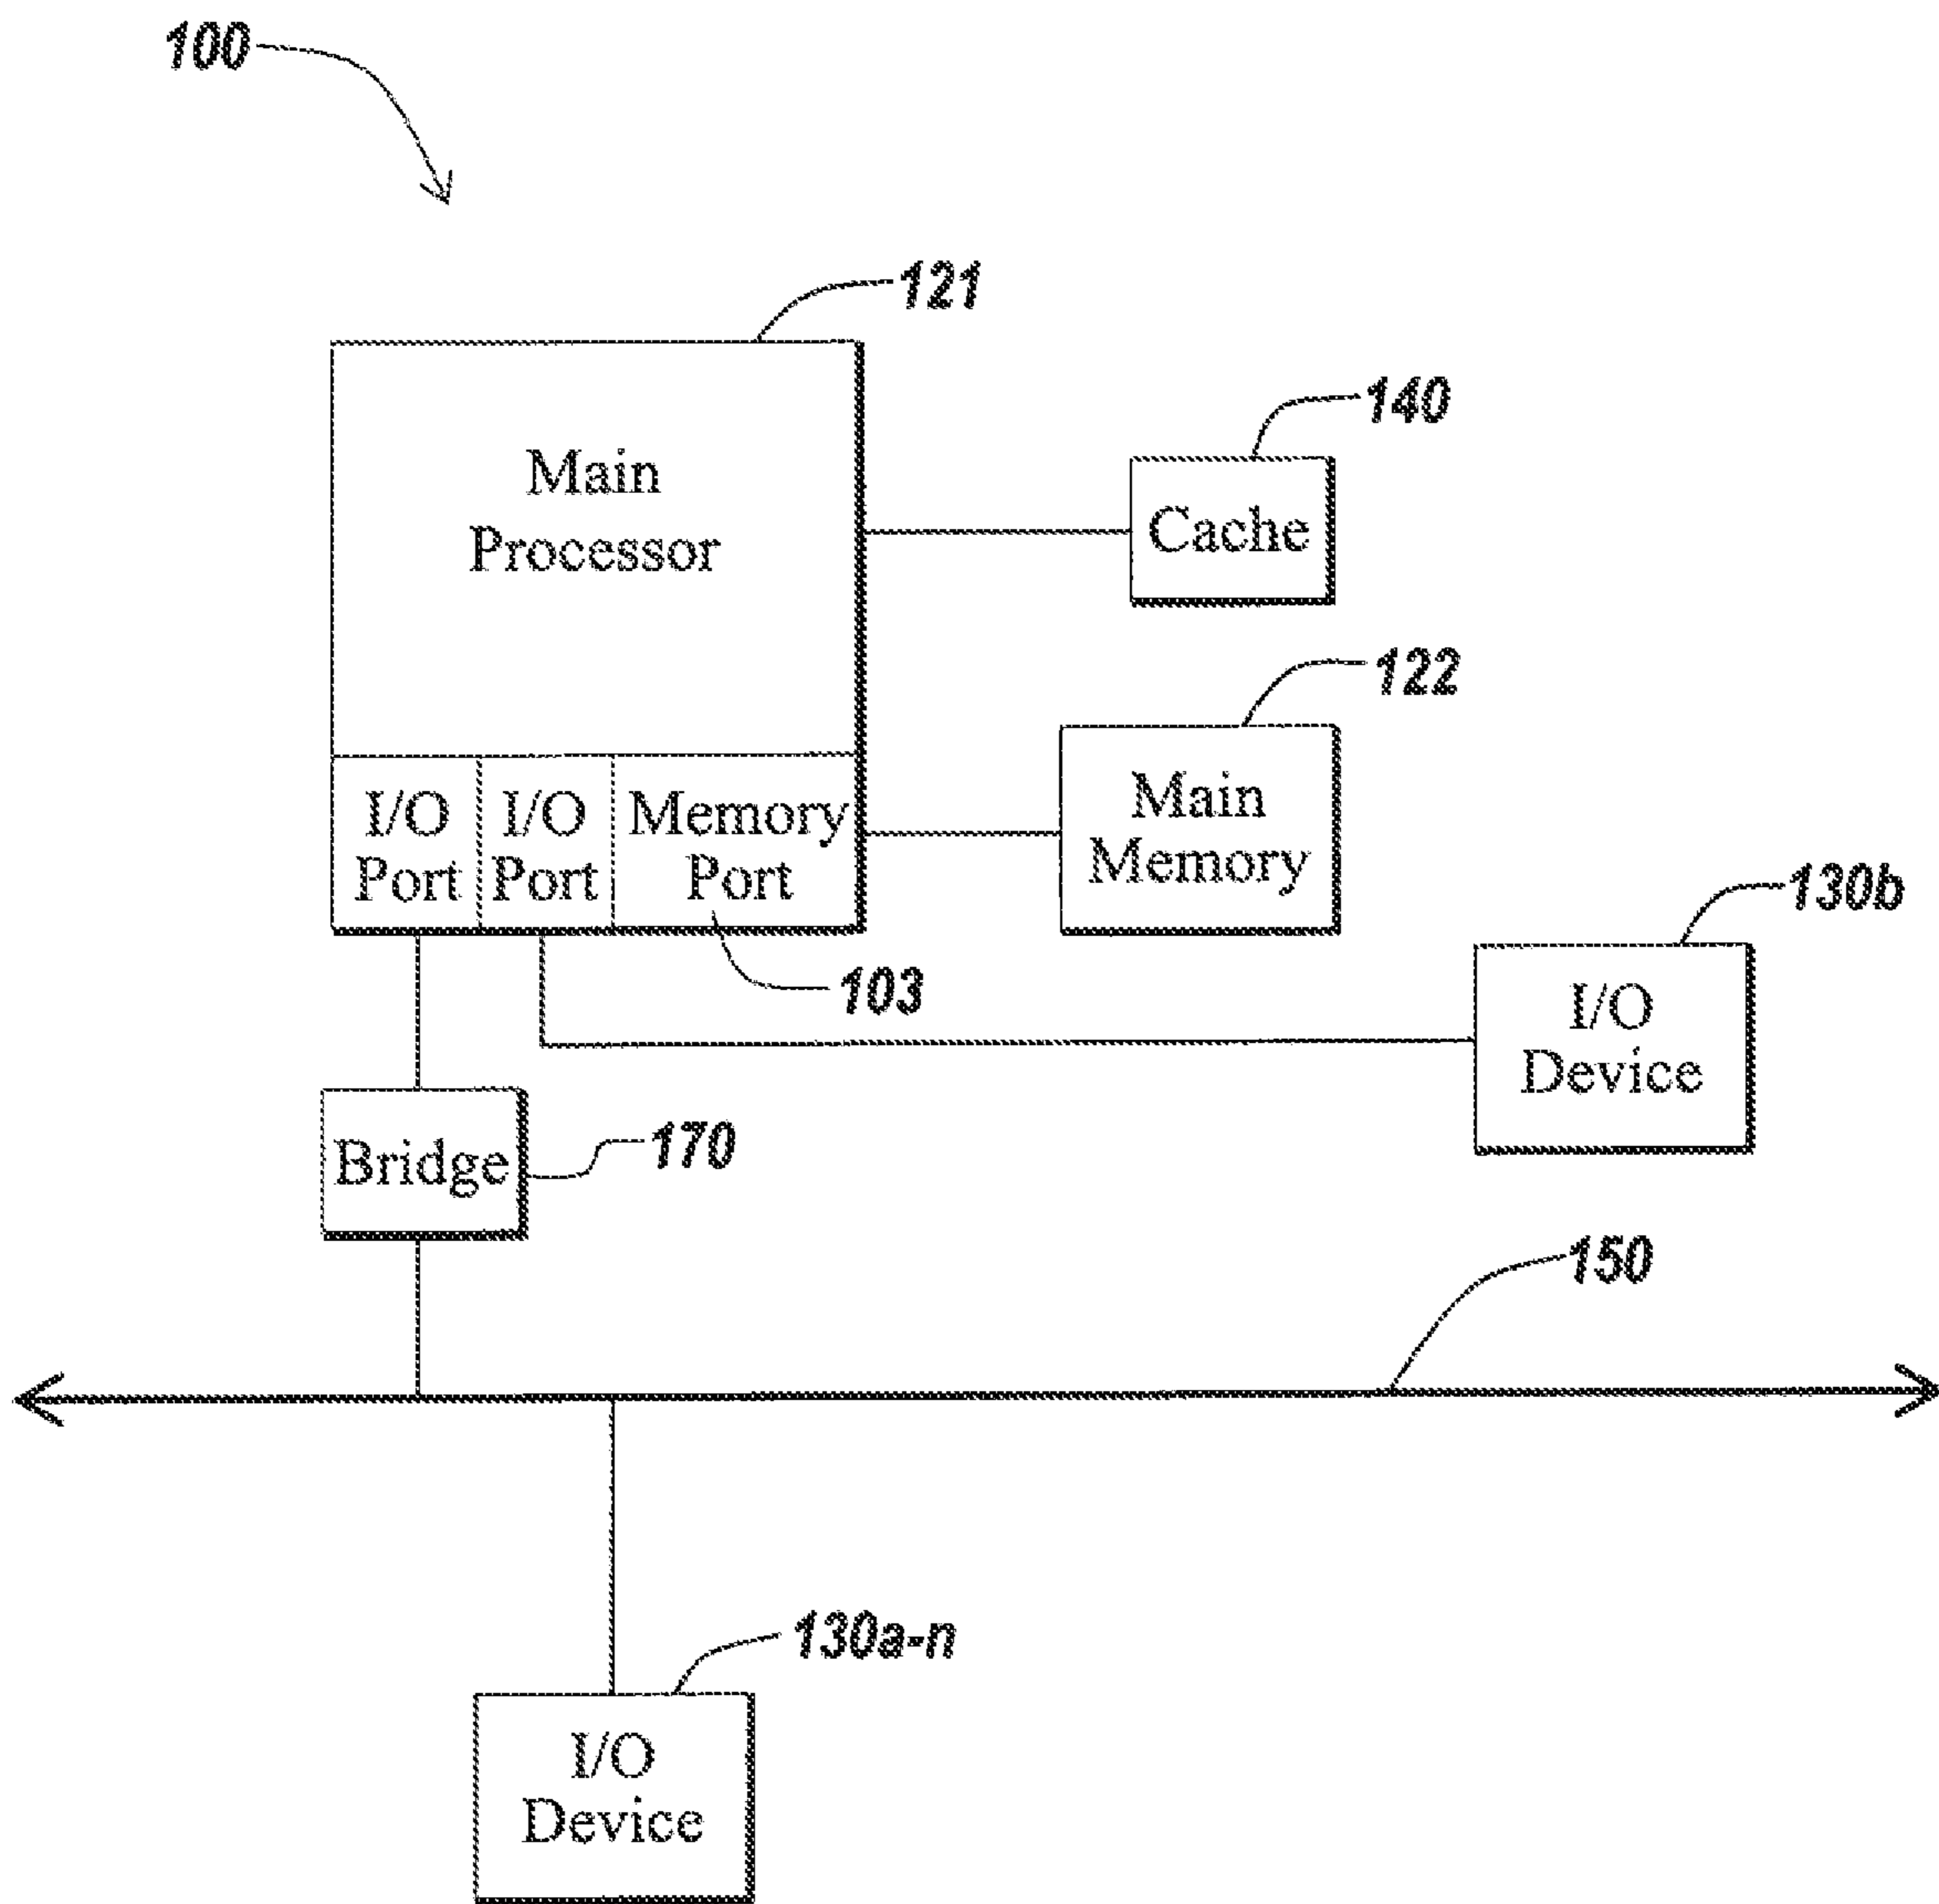 100
121
Main
Processor
140
Cache
122
Main
Memory
I/O
Port
I/O
Port
Memory
Port
103
130b
I/O
Device
Bridge
170
150
130a-n
I/O
Device